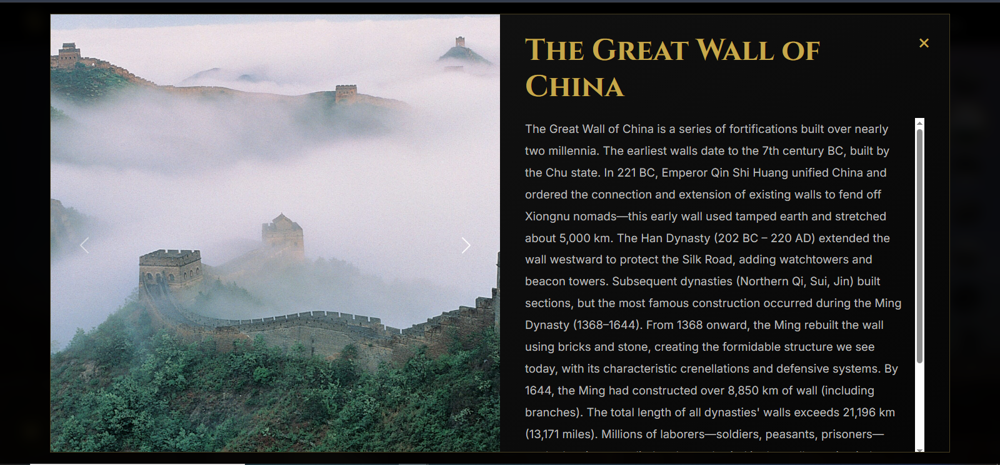 The Great Wall of
China
The Great Wall of China is a series of fortifications built over nearly
two millennia. The earliest walls date to the 7th century BC, built by
the Chu state. In 221 BC, Emperor Qin Shi Huang unified China and
ordered the connection and extension of existing walls to fend off
Xiongnu nomads—this early wall used tamped earth and stretched
about 5,000 km. The Han Dynasty (202 BC – 220 AD) extended the
wall westward to protect the Silk Road, adding watchtowers and
beacon towers. Subsequent dynasties (Northern Qi, Sui, Jin) built
sections, but the most famous construction occurred during the Ming
Dynasty (1368–1644). From 1368 onward, the Ming rebuilt the wall
using bricks and stone, creating the formidable structure we see
today, with its characteristic crenellations and defensive systems. By
1644, the Ming had constructed over 8,850 km of wall (including
branches). The total length of all dynasties' walls exceeds 21,196 km
(13,171 miles). Millions of laborers—soldiers, peasants, prisoners—